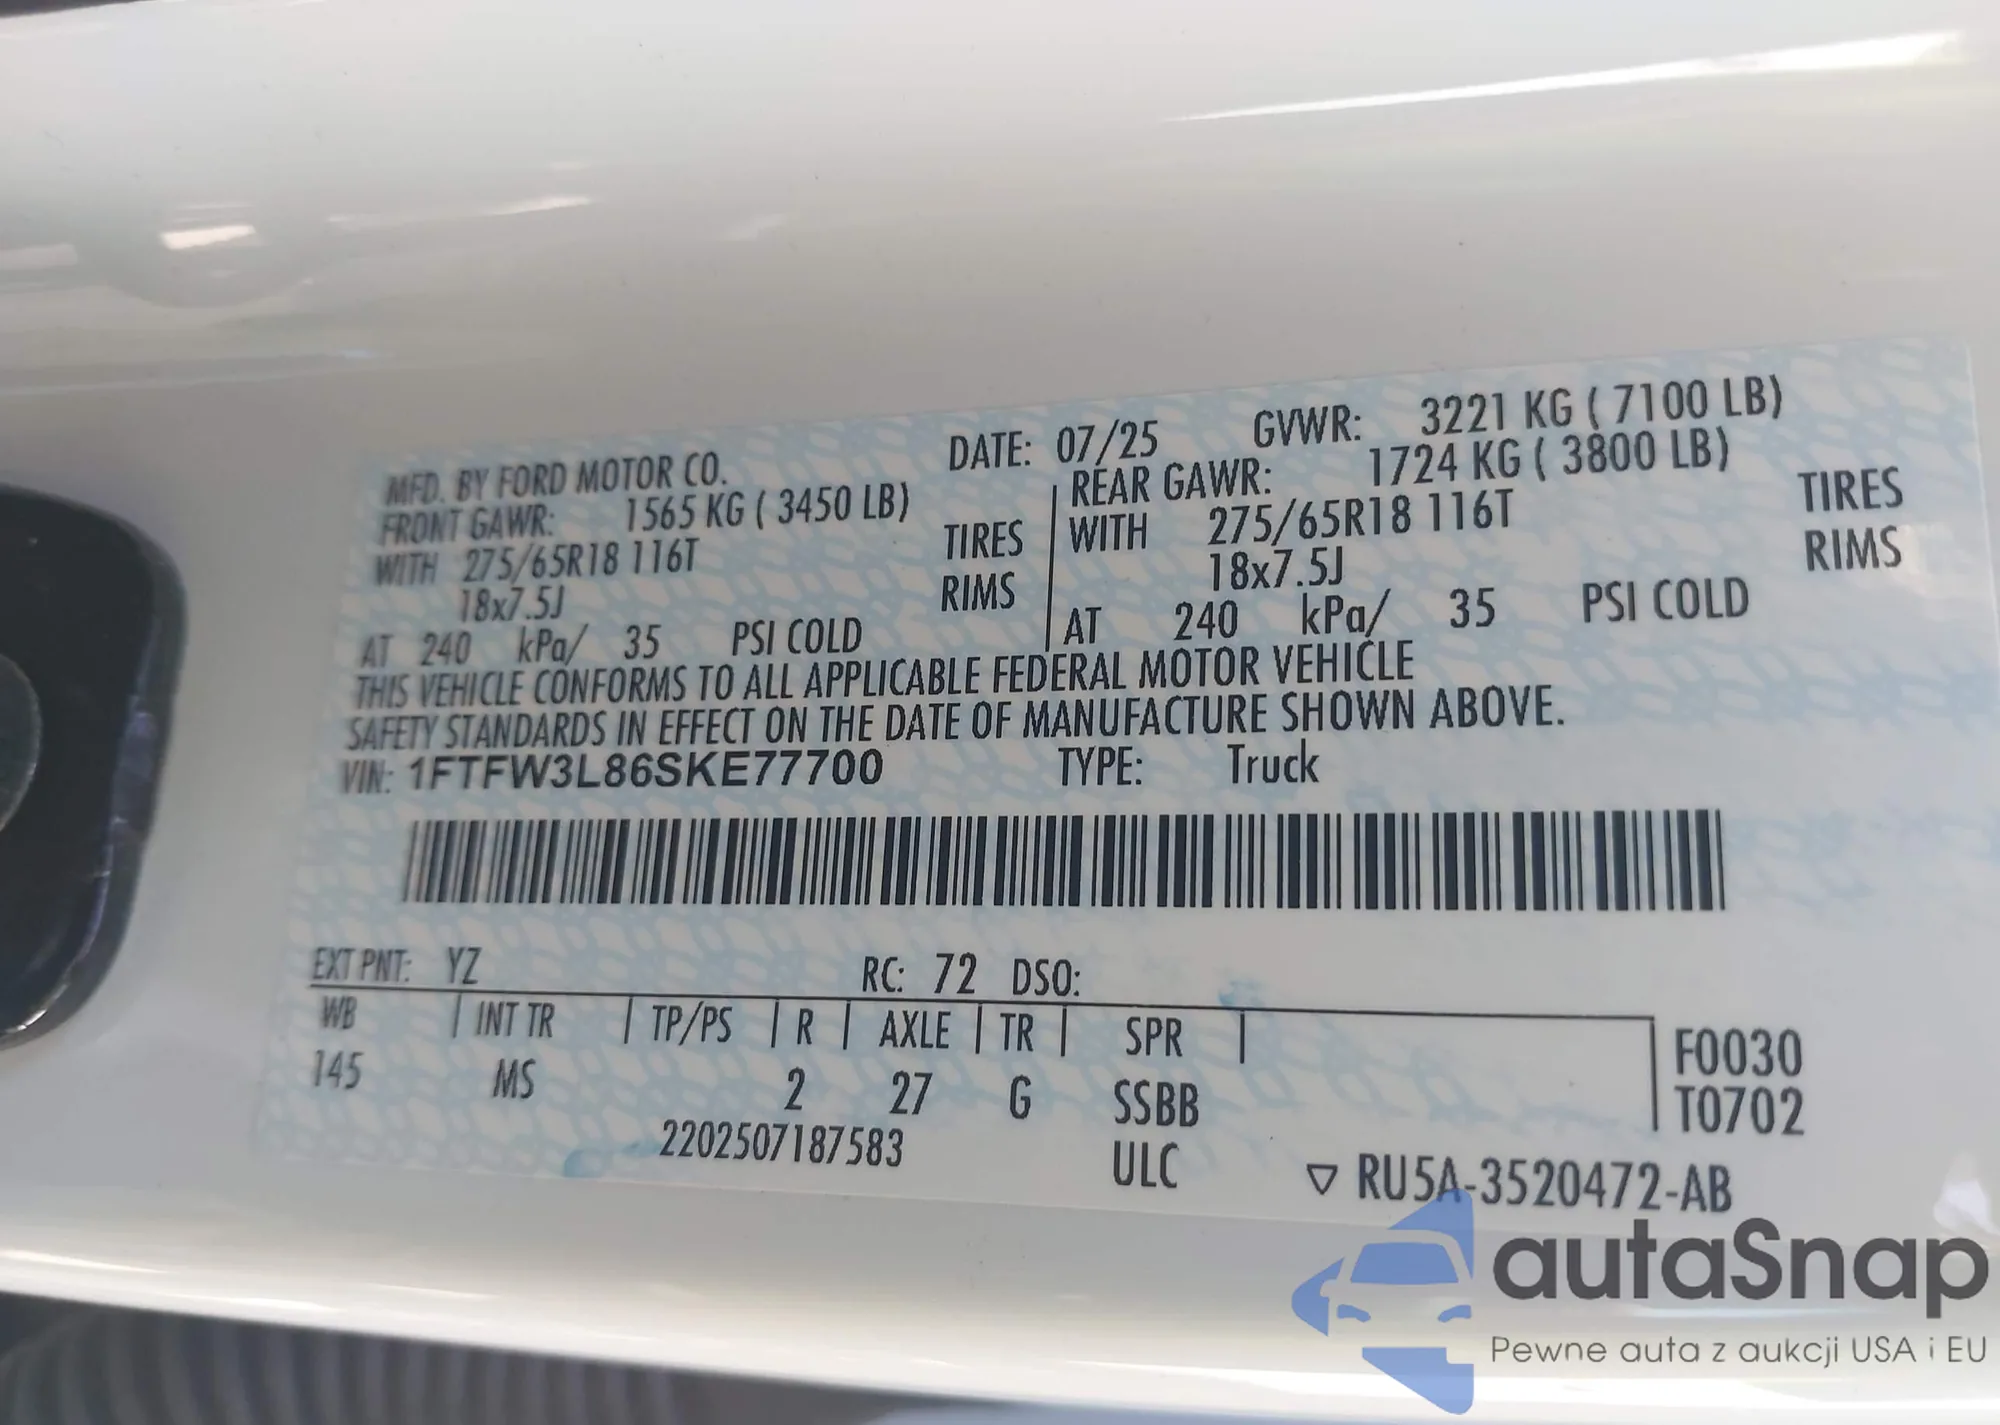 MFD. BY FORD MOTOR CO. DATE: 07/25 GVWR: 3221 KG ( 7100 LB)
FRONT GAWR: 1565 KG ( 3450 LB) REAR GAWR: 1724 KG ( 3800 LB)
WITH 275/65R18 116T TIRES WITH 275/65R18 116T TIRES
18x7.5J RIMS 18x7.5J RIMS
AT 240 kPa/ 35 PSI COLD AT 240 kPa/ 35 PSI COLD
THIS VEHICLE CONFORMS TO ALL APPLICABLE FEDERAL MOTOR VEHICLE
SAFETY STANDARDS IN EFFECT ON THE DATE OF MANUFACTURE SHOWN ABOVE.
VIN: 1FTFW3L86SKE77700 TYPE: Truck
EXT PNT: YZ RC: 72 DSO:
WB INT TR TP/PS R AXLE TR SPR F0030
145 MS 2 27 G SSBB T0702
2202507187583 ULC ▽ RU5A-3520472-AB
autaSnap
Pewne auta z aukcji USA i EU